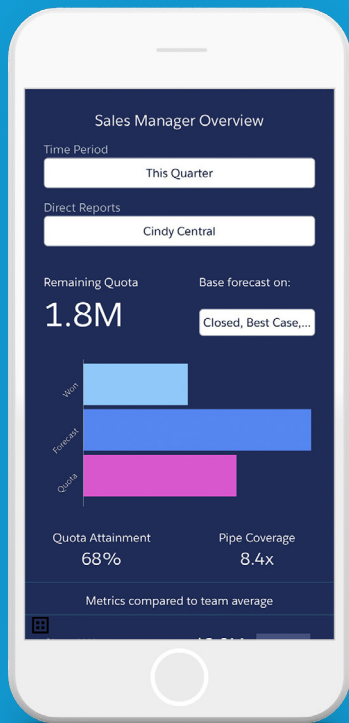 Sales Manager Overview
Time Period
This Quarter
Direct Reports
Cindy Central
Remaining Quota
Base forecast on:
1.8M
Closed, Best Case,...
Won
Forecast
Quota
Quota Attainment
Pipe Coverage
68%
8.4x
Metrics compared to team average